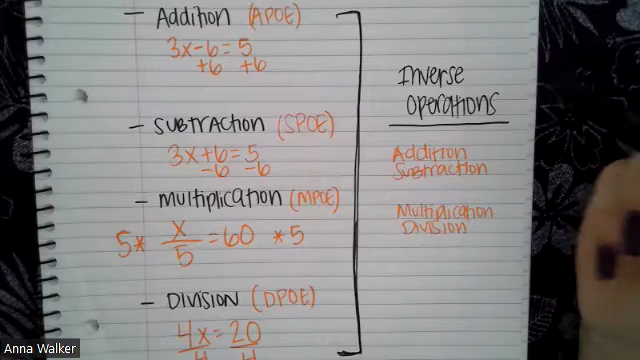 - Addition (APOE)
3x-6=5
+6 +6
- Subtraction (SPOE)
3x+6=5
-6 -6
- Multiplication (MPOE)
5* x/5 =60 *5
- Division (DPOE)
4x=20
4 4
Inverse
Operations
Addition
Subtraction
Multiplication
Division
Anna Walker